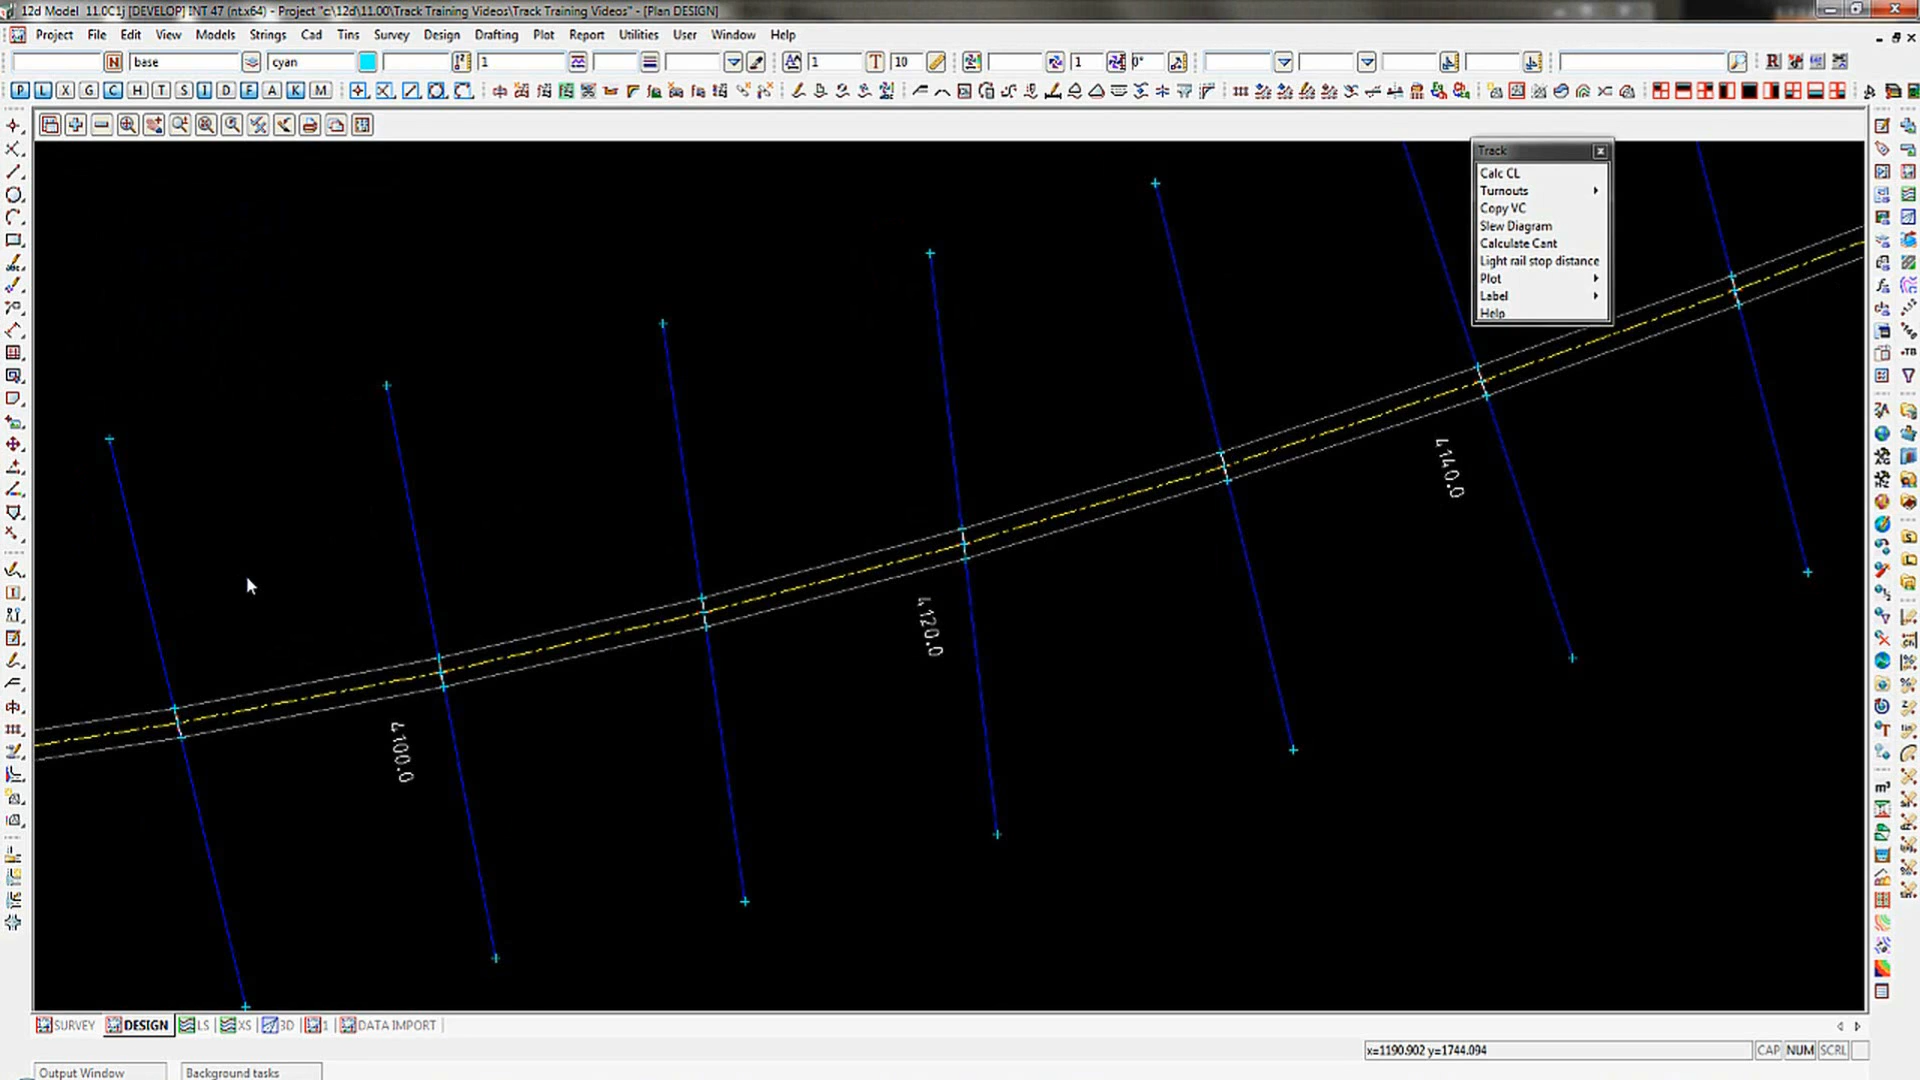 12d Model 11.0C1j [DEVELOP] INT 47 (nt.x64) - Project "c:\12d\11.00\Track Training Videos\Track Training Videos" - [Plan DESIGN]
Project File Edit View Models Strings Cad Tins Survey Design Drafting Plot Report Utilities User Window Help
N base cyan 1 T 10 1 0° R
P L X G C H T S I D F A K M
Track
Calc CL
Turnouts
Copy VC
Slew Diagram
Calculate Cant
Light rail stop distance
Plot
Label
Help
4140.0
4120.0
4100.0
SURVEY DESIGN LS XS 3D 1 DATA IMPORT
x=1190.902 y=1744.094 CAP NUM SCRL
Output Window Background tasks